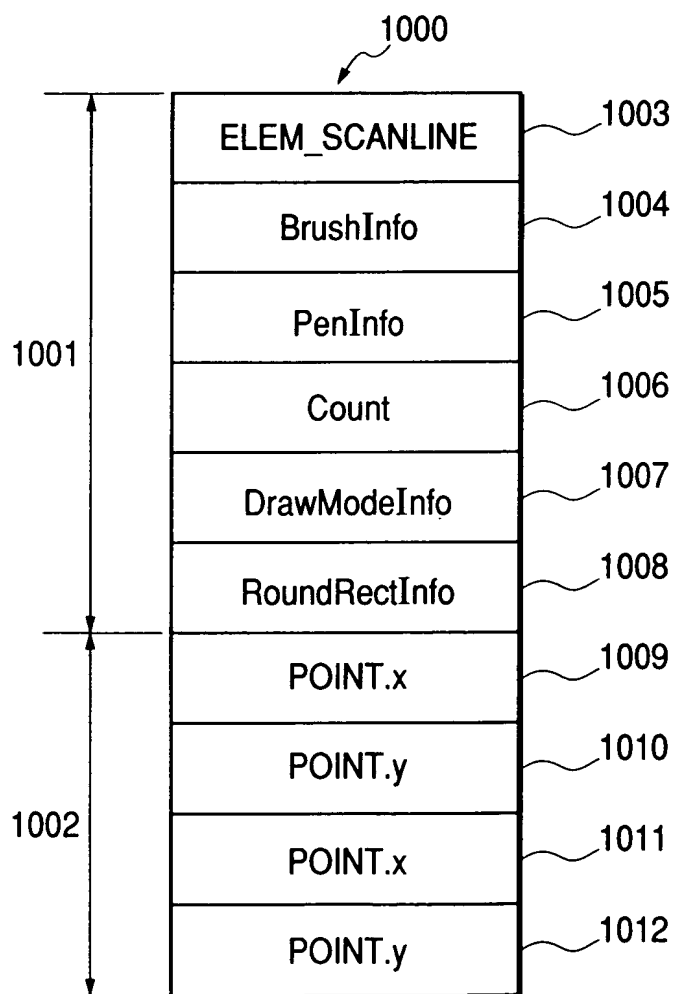 1000
ELEM_SCANLINE 1003
BrushInfo 1004
PenInfo 1005
1001
Count 1006
DrawModeInfo 1007
RoundRectInfo 1008
POINT.x 1009
POINT.y 1010
1002
POINT.x 1011
POINT.y 1012